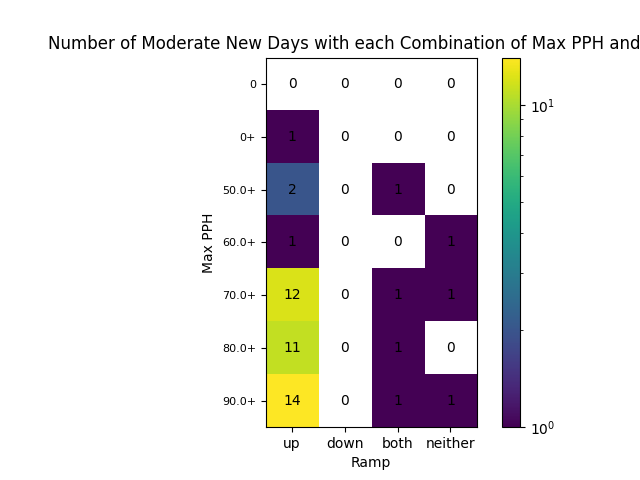 Number of Moderate New Days with each Combination of Max PPH and
0 0 0 0 0
0+ 1 0 0 0
50.0+ 2 0 1 0
60.0+ 1 0 0 1
70.0+ 12 0 1 1
80.0+ 11 0 1 0
90.0+ 14 0 1 1
up down both neither
Ramp
Max PPH
10¹
10⁰